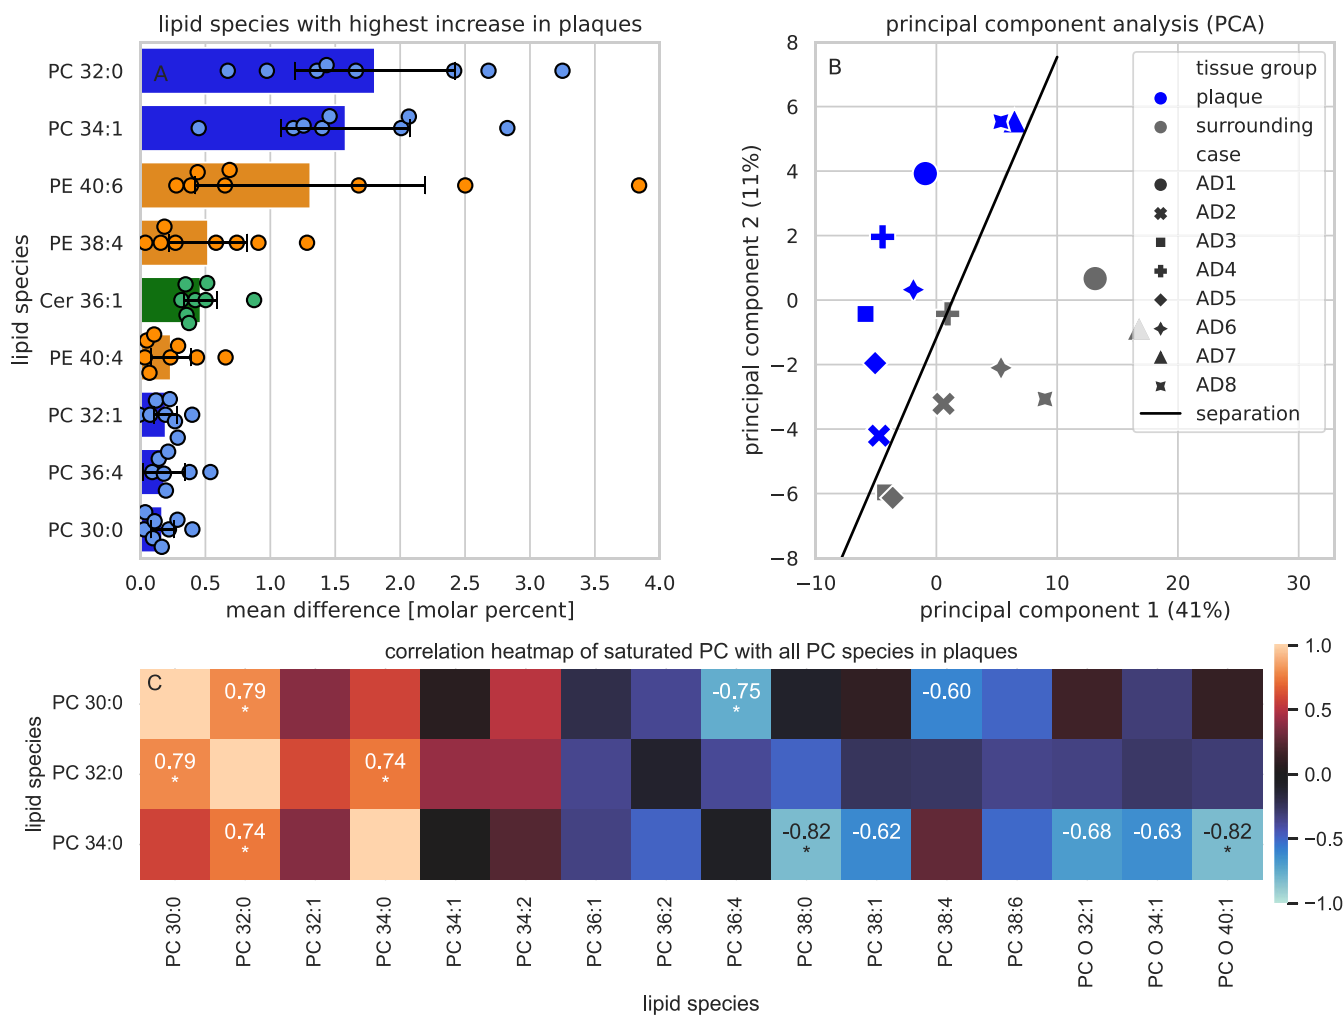 lipid species with highest increase in plaques
A
lipid species
PC 32:0
PC 34:1
PE 40:6
PE 38:4
Cer 36:1
PE 40:4
PC 32:1
PC 36:4
PC 30:0
0.0 0.5 1.0 1.5 2.0 2.5 3.0 3.5 4.0
mean difference [molar percent]
principal component analysis (PCA)
B
principal component 2 (11%)
8
6
4
2
0
−2
−4
−6
−8
−10 0 10 20 30
principal component 1 (41%)
tissue group
plaque
surrounding
case
AD1
AD2
AD3
AD4
AD5
AD6
AD7
AD8
separation
correlation heatmap of saturated PC with all PC species in plaques
C
lipid species
PC 30:0
0.79 -0.75 -0.60
* *
PC 32:0
0.79 0.74
* *
PC 34:0
0.74 -0.82 -0.62 -0.68 -0.63 -0.82
* * *
PC 30:0
PC 32:0
PC 32:1
PC 34:0
PC 34:1
PC 34:2
PC 36:1
PC 36:2
PC 36:4
PC 38:0
PC 38:1
PC 38:4
PC 38:6
PC O 32:1
PC O 34:1
PC O 40:1
lipid species
1.0
0.5
0.0
−0.5
−1.0